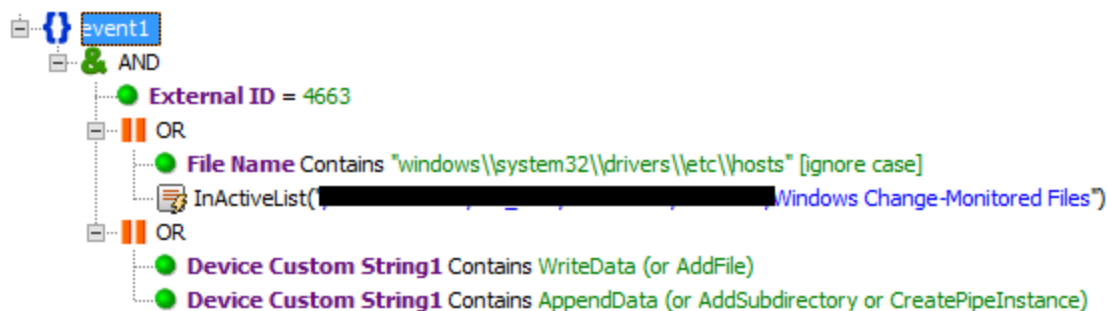 event1
AND
External ID = 4663
OR
File Name Contains "windows\\system32\\drivers\\etc\\hosts" [ignore case]
InActiveList(" Windows Change-Monitored Files")
OR
Device Custom String1 Contains WriteData (or AddFile)
Device Custom String1 Contains AppendData (or AddSubdirectory or CreatePipeInstance)